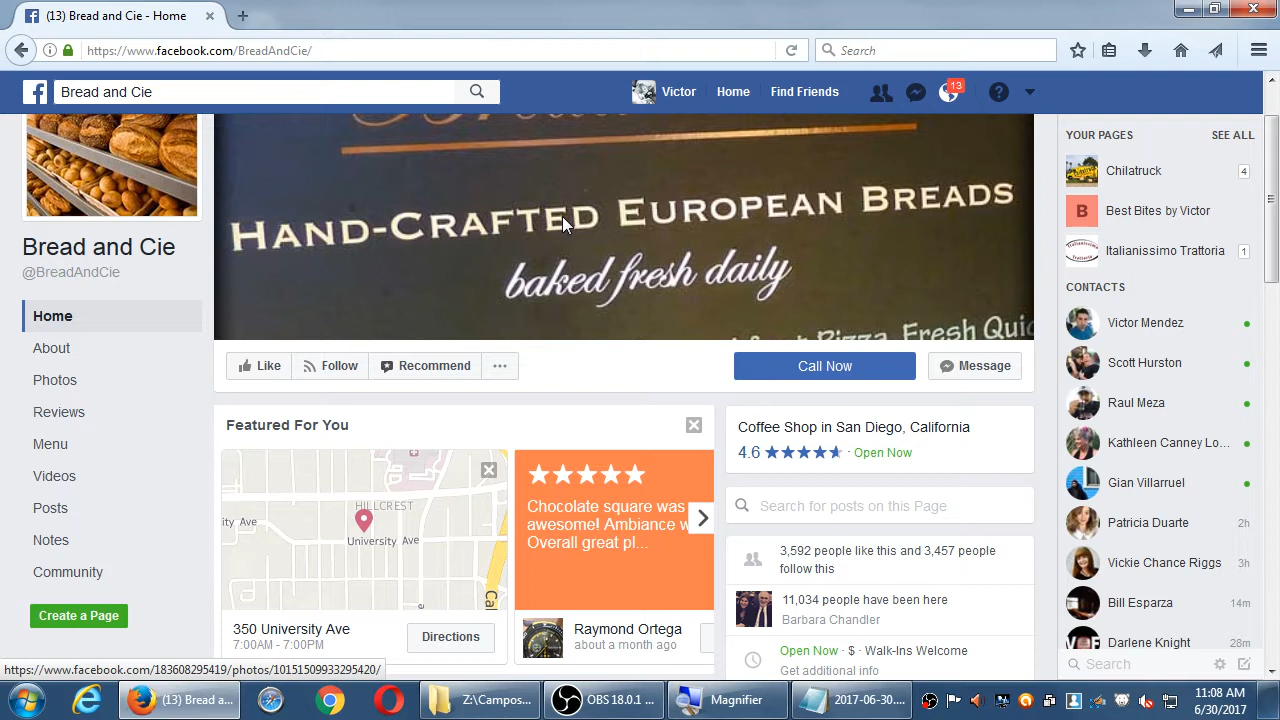 (13) Bread and Cie - Home
https://www.facebook.com/BreadAndCie/
Search
Bread and Cie
Victor
Home
Find Friends
13
HAND-CRAFTED EUROPEAN BREADS
baked fresh daily
Pizza, Fresh Quic
Bread and Cie
@BreadAndCie
Home
About
Photos
Reviews
Menu
Videos
Posts
Notes
Community
Create a Page
Like
Follow
Recommend
Call Now
Message
Featured For You
HILLCREST
ity Ave
University Ave
Cal
350 University Ave
7:00AM - 7:00PM
Directions
Chocolate square was
awesome! Ambiance w
Overall great pl...
Raymond Ortega
about a month ago
Coffee Shop in San Diego, California
4.6 ★★★★★ · Open Now
Search for posts on this Page
3,592 people like this and 3,457 people
follow this
11,034 people have been here
Barbara Chandler
Open Now · $ · Walk-Ins Welcome
Get additional info
YOUR PAGES
SEE ALL
Chilatruck
4
B
Best Bites by Victor
Italianissimo Trattoria
1
CONTACTS
Victor Mendez
Scott Hurston
Raul Meza
Kathleen Canney Lo...
Gian Villarruel
Patricia Duarte
2h
Vickie Chance Riggs
3h
Bill Esparza
14m
Darlene Knight
28m
Search
https://www.facebook.com/183608295419/photos/10151509933295420/
(13) Bread a...
Z:\Campos...
OBS 18.0.1 ...
Magnifier
2017-06-30....
11:08 AM
6/30/2017